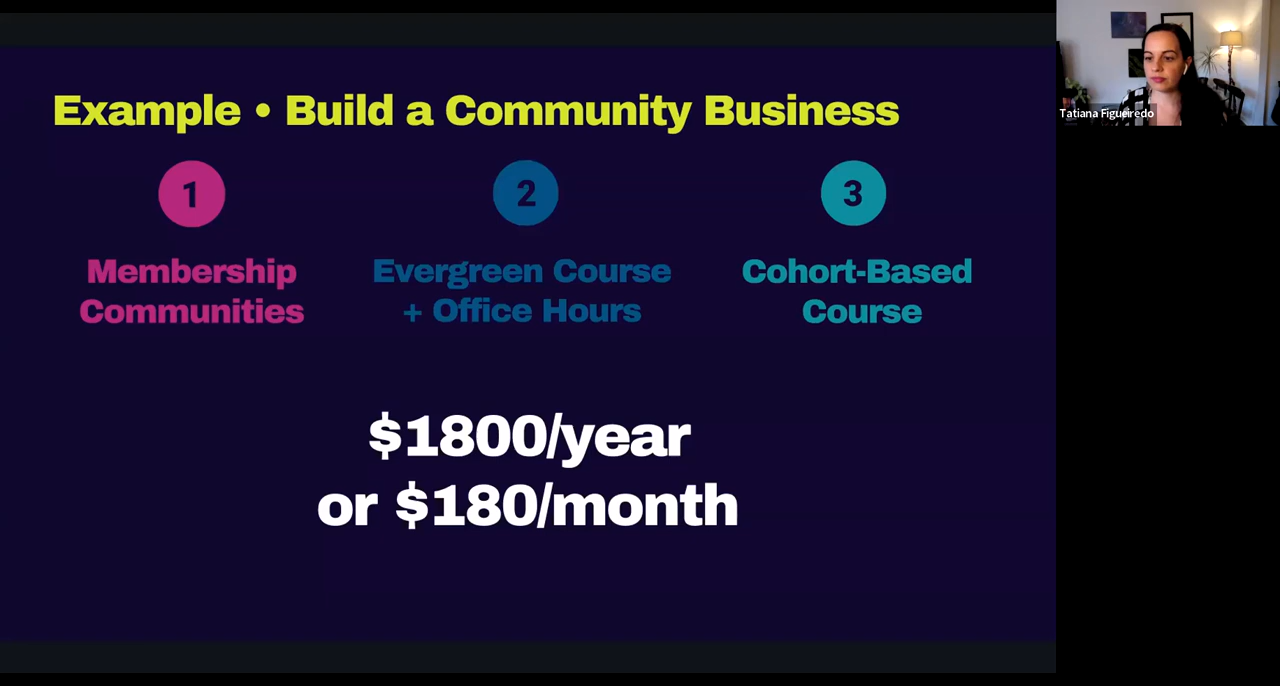 Example • Build a Community Business
1
2
3
Membership
Communities
Evergreen Course
+ Office Hours
Cohort-Based
Course
$1800/year
or $180/month
Tatiana Figueiredo